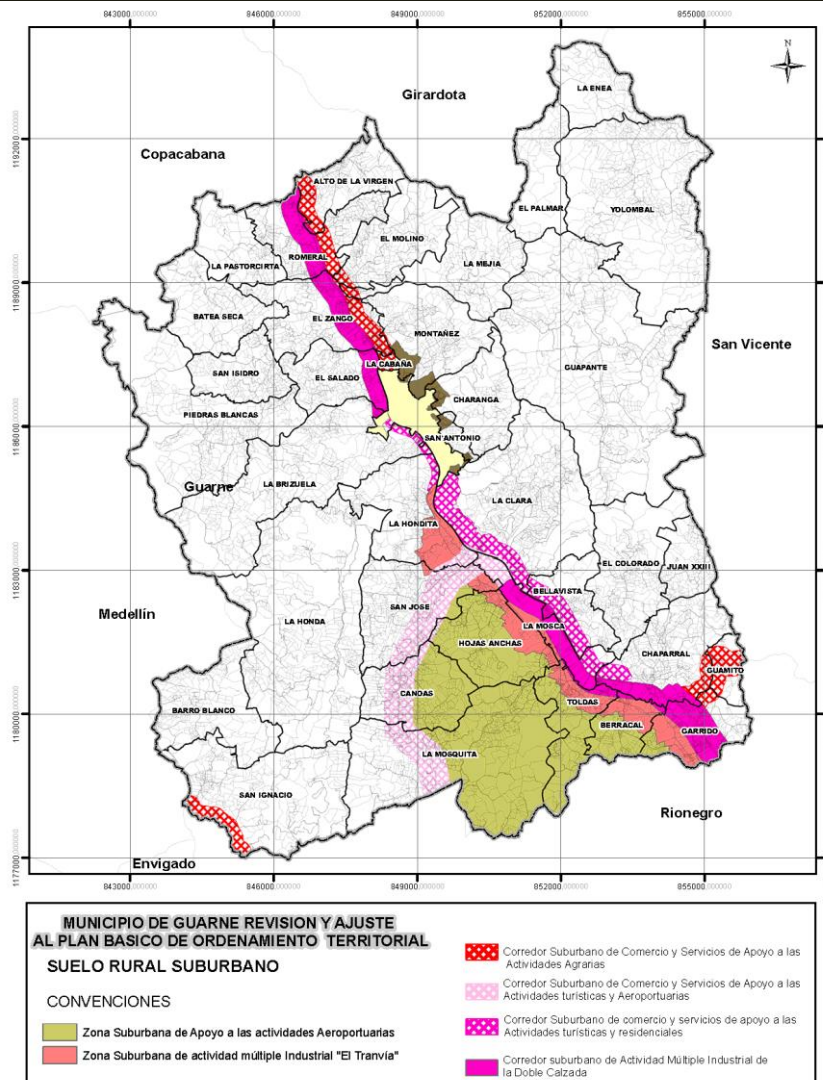 843000,000000 846000,000000 849000,000000 852000,000000 855000,000000
N
LA ENEA
Girardota
1192000,000000
Copacabana
ALTO DE LA VIRGEN
EL PALMAR
YOLOMBAL
EL MOLINO
LA MEJIA
ROMERAL
LA PASTORCIRTA
1189000,000000
BATEA SECA
EL ZANGO
MONTAÑEZ
San Vicente
LA CABAÑA
GUAPANTE
SAN ISIDRO
EL SALADO
CHARANGA
PIEDRAS BLANCAS
1186000,000000
SAN ANTONIO
LA BRIZUELA
Guarne
LA CLARA
LA HONDITA
EL COLORADO
JUAN XXIII
1183000,000000
BELLAVISTA
SAN JOSE
Medellín
LA HONDA
LA MOSCA
HOJAS ANCHAS
CHAPARRAL
GUAMITO
CANOAS
TOLDAS
BARRO BLANCO
1180000,000000
BERRACAL
GARRIDO
LA MOSQUITA
SAN IGNACIO
Rionegro
Envigado
1177000,000000
843000,000000 846000,000000 849000,000000 852000,000000 855000,000000
MUNICIPIO DE GUARNE REVISION Y AJUSTE
AL PLAN BASICO DE ORDENAMIENTO TERRITORIAL
SUELO RURAL SUBURBANO
CONVENCIONES
Zona Suburbana de Apoyo a las actividades Aeroportuarias
Zona Suburbana de actividad múltiple Industrial "El Tranvía"
Corredor Suburbano de Comercio y Servicios de Apoyo a las
Actividades Agrarias
Corredor Suburbano de Comercio y Servicios de Apoyo a las
Actividades turísticas y Aeroportuarias
Corredor Suburbano de comercio y servicios de apoyo a las
Actividades turísticas y residenciales
Corredor suburbano de Actividad Múltiple Industrial de
la Doble Calzada